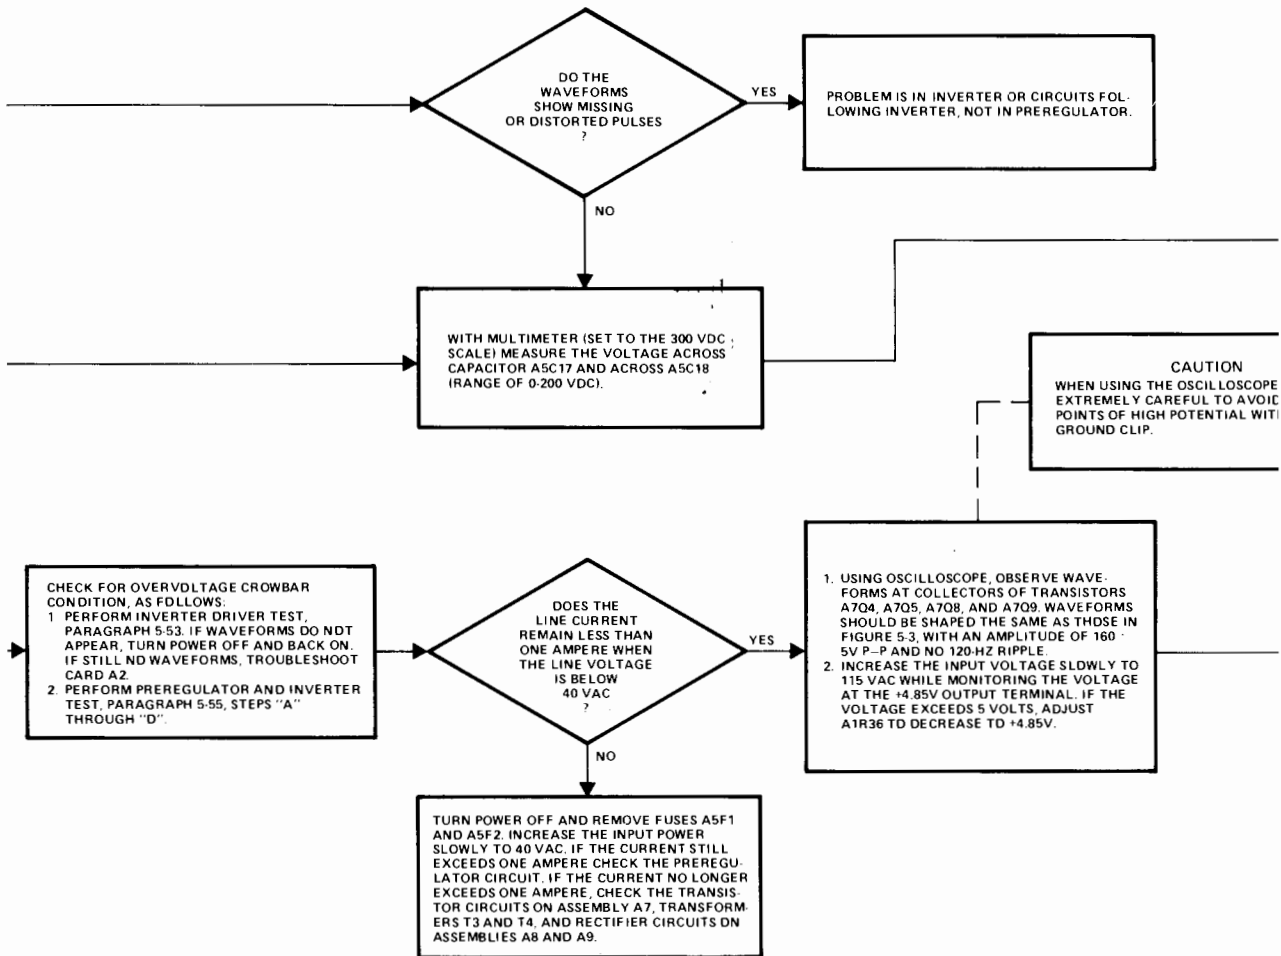 DO THE
WAVEFORMS
SHOW MISSING
OR DISTORTED PULSES
?
YES
PROBLEM IS IN INVERTER OR CIRCUITS FOL-
LOWING INVERTER, NOT IN PREREGULATOR.
NO
WITH MULTIMETER (SET TO THE 300 VDC
SCALE) MEASURE THE VOLTAGE ACROSS
CAPACITOR A5C17 AND ACROSS A5C18
(RANGE OF 0-200 VDC).
CAUTION
WHEN USING THE OSCILLOSCOPE
EXTREMELY CAREFUL TO AVOID
POINTS OF HIGH POTENTIAL WIT
GROUND CLIP.
CHECK FOR OVERVOLTAGE CROWBAR
CONDITION, AS FOLLOWS:
1 PERFORM INVERTER DRIVER TEST,
PARAGRAPH 5-53. IF WAVEFORMS DO NOT
APPEAR, TURN POWER OFF AND BACK ON.
IF STILL NO WAVEFORMS, TROUBLESHOOT
CARD A2.
2. PERFORM PREREGULATOR AND INVERTER
TEST, PARAGRAPH 5-55, STEPS "A"
THROUGH "D".
DOES THE
LINE CURRENT
REMAIN LESS THAN
ONE AMPERE WHEN
THE LINE VOLTAGE
IS BELOW
40 VAC
?
YES
1. USING OSCILLOSCOPE, OBSERVE WAVE-
FORMS AT COLLECTORS OF TRANSISTORS
A7Q4, A7Q5, A7Q8, AND A7Q9. WAVEFORMS
SHOULD BE SHAPED THE SAME AS THOSE IN
FIGURE 5-3, WITH AN AMPLITUDE OF 160
5V P-P AND NO 120-HZ RIPPLE.
2. INCREASE THE INPUT VOLTAGE SLOWLY TO
115 VAC WHILE MONITORING THE VOLTAGE
AT THE +4.85V OUTPUT TERMINAL. IF THE
VOLTAGE EXCEEDS 5 VOLTS, ADJUST
A1R36 TO DECREASE TO +4.85V.
NO
TURN POWER OFF AND REMOVE FUSES A5F1
AND A5F2. INCREASE THE INPUT POWER
SLOWLY TO 40 VAC. IF THE CURRENT STILL
EXCEEDS ONE AMPERE CHECK THE PREREGU-
LATOR CIRCUIT. IF THE CURRENT NO LONGER
EXCEEDS ONE AMPERE, CHECK THE TRANSIS-
TOR CIRCUITS ON ASSEMBLY A7, TRANSFORM-
ERS T3 AND T4, AND RECTIFIER CIRCUITS ON
ASSEMBLIES A8 AND A9.